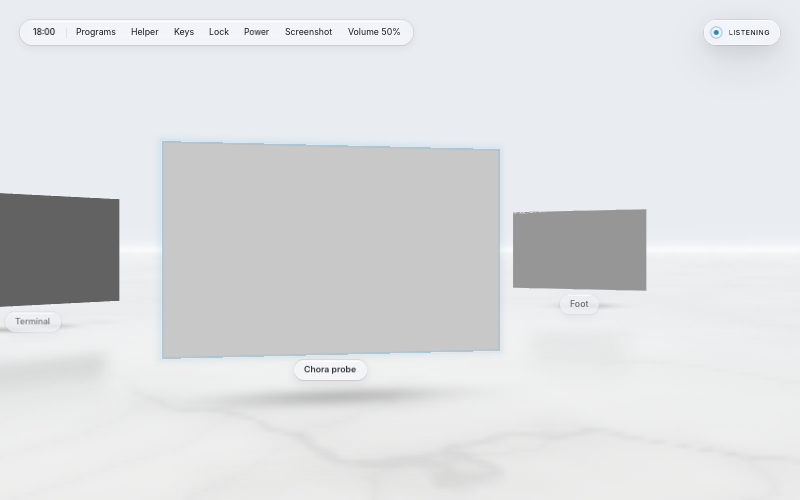 18:00 Programs Helper Keys Lock Power Screenshot Volume 50%
LISTENING
Terminal
Foot
Chora probe